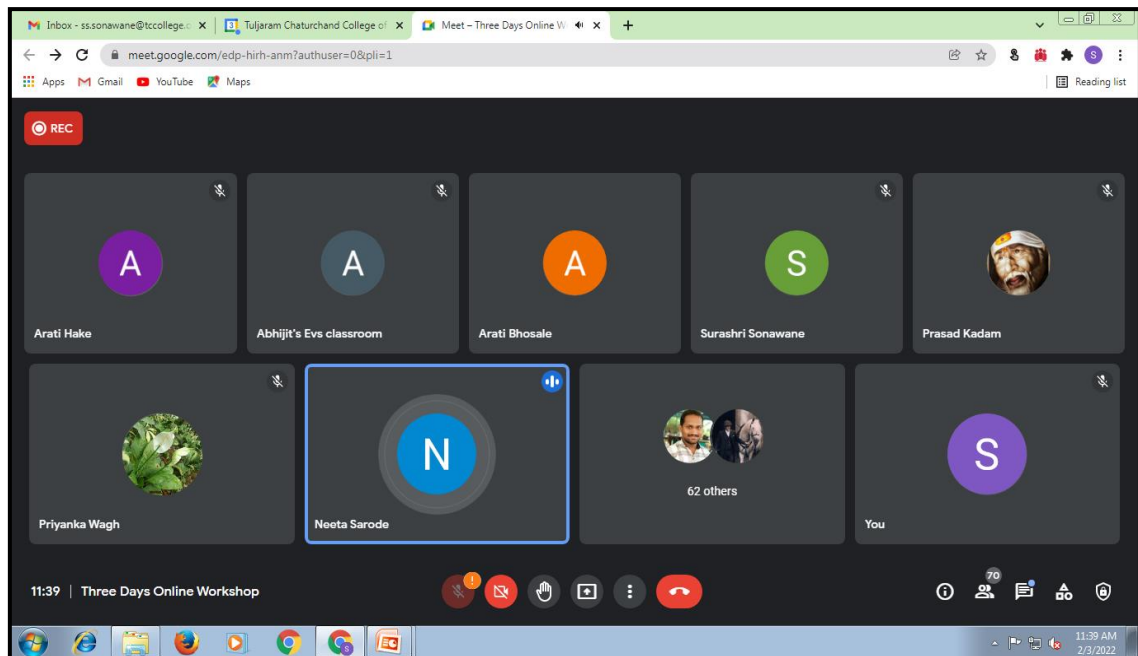 Inbox - ss.sonawane@tccollege.c
3 Tuljaram Chaturchand College of
Meet – Three Days Online W
meet.google.com/edp-hirh-anm?authuser=0&pli=1
S
Apps Gmail YouTube Maps Reading list
REC
A
A
A
S
Arati Hake
Abhijit's Evs classroom
Arati Bhosale
Surashri Sonawane
Prasad Kadam
N
S
62 others
Priyanka Wagh
Neeta Sarode
You
11:39 | Three Days Online Workshop
!
70
11:39 AM
2/3/2022